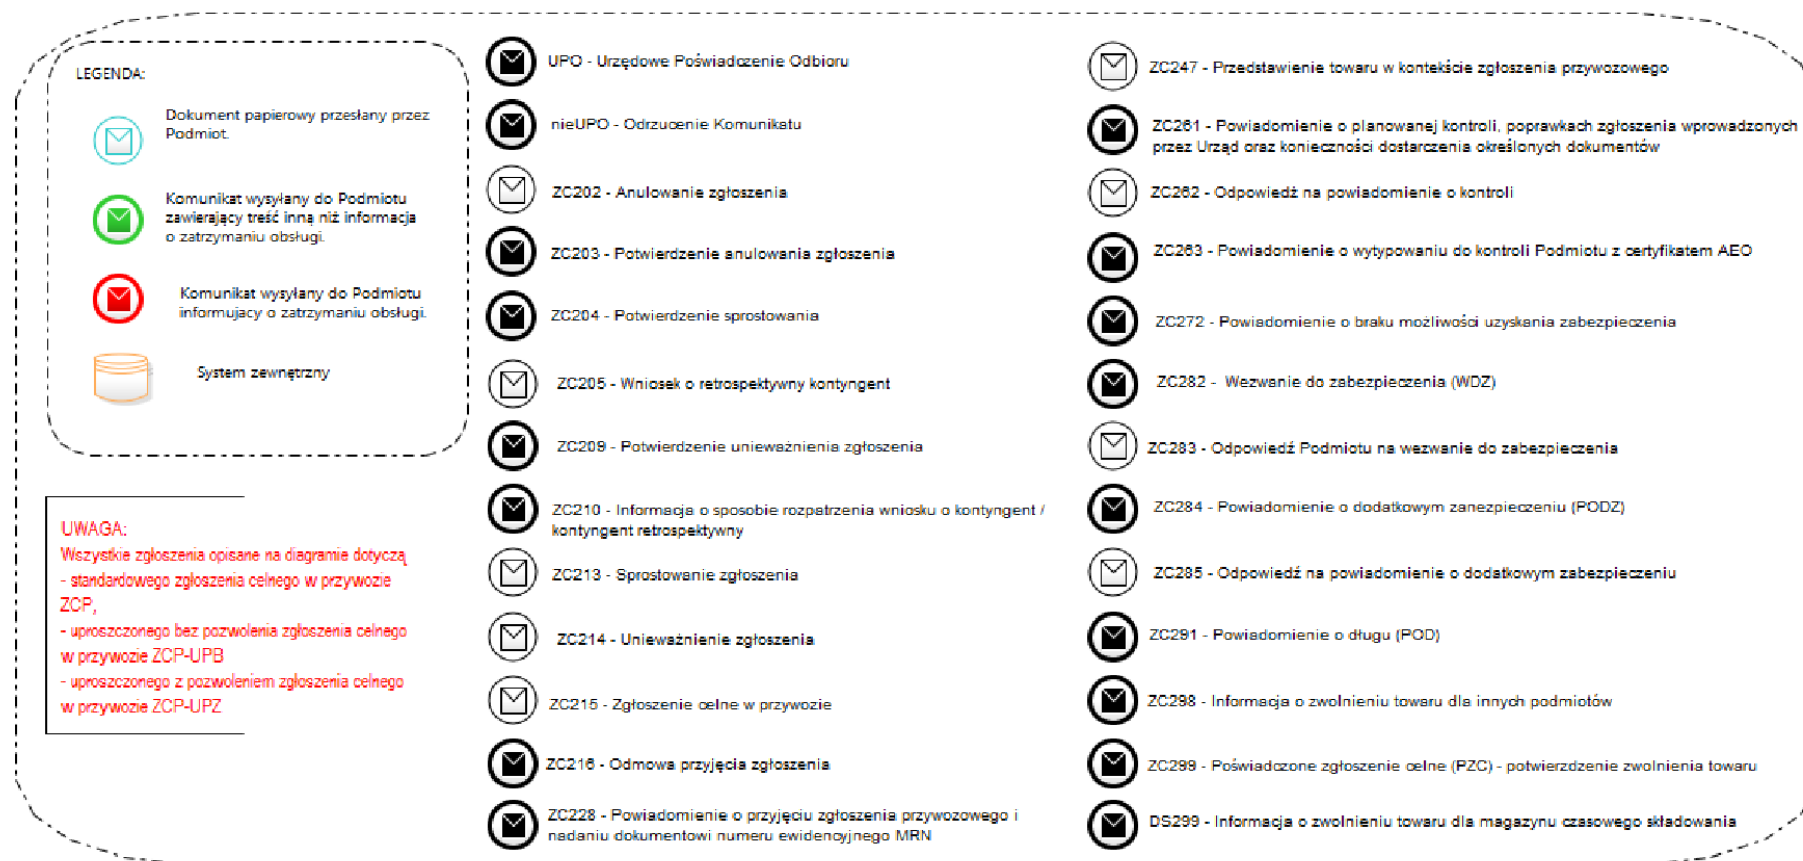 LEGENDA:
Dokument papierowy przesłany przez
Podmiot.
Komunikat wysyłany do Podmiotu
zawierający treść inną niż informacja
o zatrzymaniu obsługi.
Komunikat wysyłany do Podmiotu
informujacy o zatrzymaniu obsługi.
System zewnętrzny
UWAGA:
Wszystkie zgłoszenia opisane na diagramie dotyczą
- standardowego zgłoszenia celnego w przywozie
ZCP,
- uproszczonego bez pozwolenia zgłoszenia celnego
w przywozie ZCP-UPB
- uproszczonego z pozwoleniem zgłoszenia celnego
w przywozie ZCP-UPZ
UPO - Urzędowe Poświadczenie Odbioru
nieUPO - Odrzucenie Komunikatu
ZC202 - Anulowanie zgłoszenia
ZC203 - Potwierdzenie anulowania zgłoszenia
ZC204 - Potwierdzenie sprostowania
ZC205 - Wniosek o retrospektywny kontyngent
ZC209 - Potwierdzenie unieważnienia zgłoszenia
ZC210 - Informacja o sposobie rozpatrzenia wniosku o kontyngent /
kontyngent retrospektywny
ZC213 - Sprostowanie zgłoszenia
ZC214 - Unieważnienie zgłoszenia
ZC215 - Zgłoszenie celne w przywozie
ZC216 - Odmowa przyjęcia zgłoszenia
ZC228 - Powiadomienie o przyjęciu zgłoszenia przywozowego i
nadaniu dokumentowi numeru ewidencyjnego MRN
ZC247 - Przedstawienie towaru w kontekście zgłoszenia przywozowego
ZC261 - Powiadomienie o planowanej kontroli, poprawkach zgłoszenia wprowadzonych
przez Urząd oraz konieczności dostarczenia określonych dokumentów
ZC262 - Odpowiedź na powiadomienie o kontroli
ZC263 - Powiadomienie o wytypowaniu do kontroli Podmiotu z certyfikatem AEO
ZC272 - Powiadomienie o braku możliwości uzyskania zabezpieczenia
ZC282 - Wezwanie do zabezpieczenia (WDZ)
ZC283 - Odpowiedź Podmiotu na wezwanie do zabezpieczenia
ZC284 - Powiadomienie o dodatkowym zanezpieczeniu (PODZ)
ZC285 - Odpowiedź na powiadomienie o dodatkowym zabezpieczeniu
ZC291 - Powiadomienie o długu (POD)
ZC298 - Informacja o zwolnieniu towaru dla innych podmiotów
ZC299 - Poświadczone zgłoszenie celne (PZC) - potwierzdzenie zwolnienia towaru
DS299 - Informacja o zwolnieniu towaru dla magazynu czasowego składowania